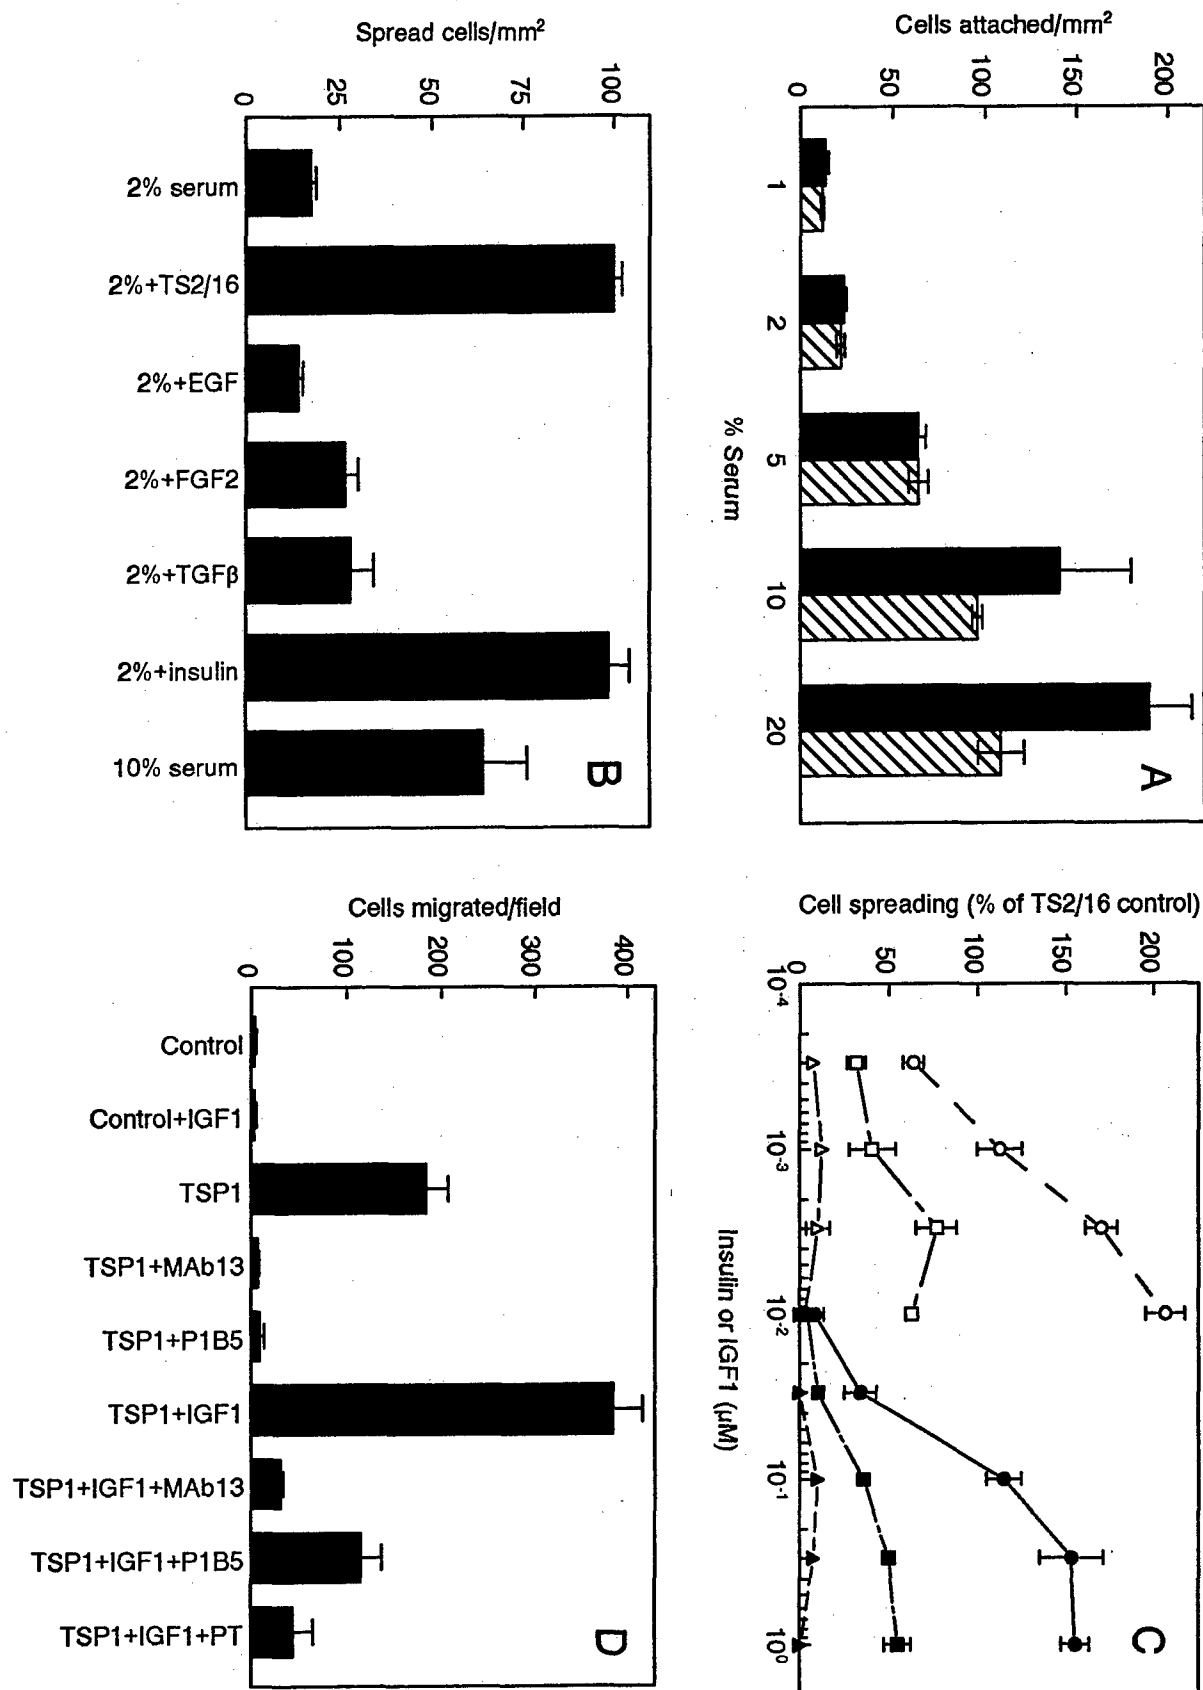 A
Cells attached/mm²
0
50
100
150
200
1
2
5
10
20
% Serum
B
Spread cells/mm²
0
25
50
75
100
2% serum
2%+TS2/16
2%+EGF
2%+FGF2
2%+TGFβ
2%+insulin
10% serum
C
Cell spreading (% of TS2/16 control)
0
50
100
150
200
10⁻⁴
10⁻³
10⁻²
10⁻¹
10⁰
Insulin or IGF1 (μM)
D
Cells migrated/field
0
100
200
300
400
Control
Control+IGF1
TSP1
TSP1+MAb13
TSP1+P1B5
TSP1+IGF1
TSP1+IGF1+MAb13
TSP1+IGF1+P1B5
TSP1+IGF1+PT